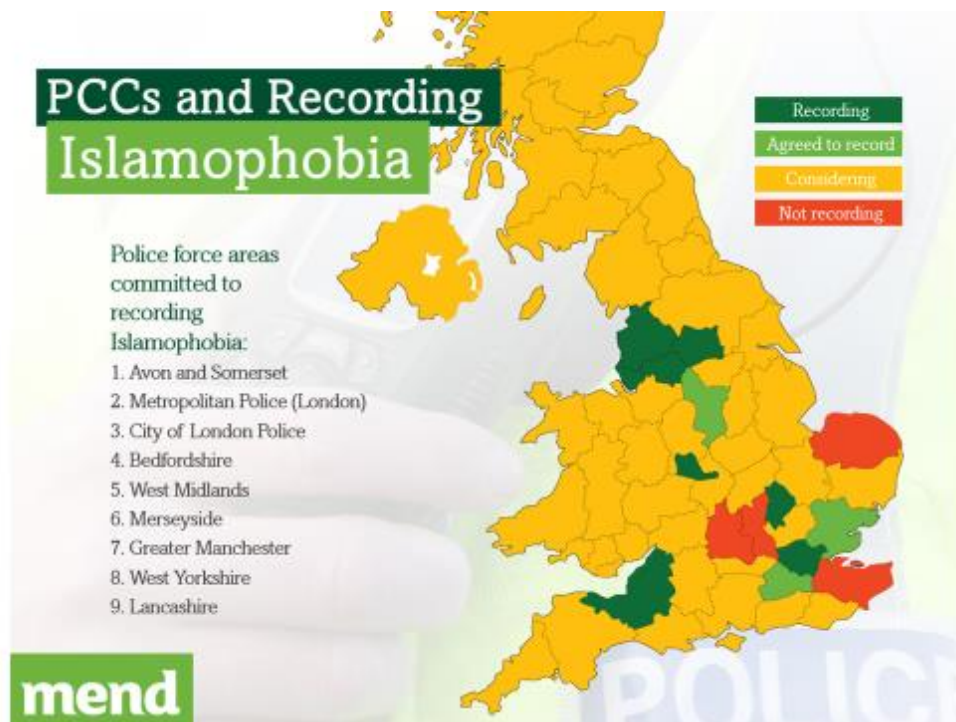 PCCs and Recording
Islamophobia
Recording
Agreed to record
Considering
Not recording
Police force areas
committed to
recording
Islamophobia:
1. Avon and Somerset
2. Metropolitan Police (London)
3. City of London Police
4. Bedfordshire
5. West Midlands
6. Merseyside
7. Greater Manchester
8. West Yorkshire
9. Lancashire
mend
POLIC